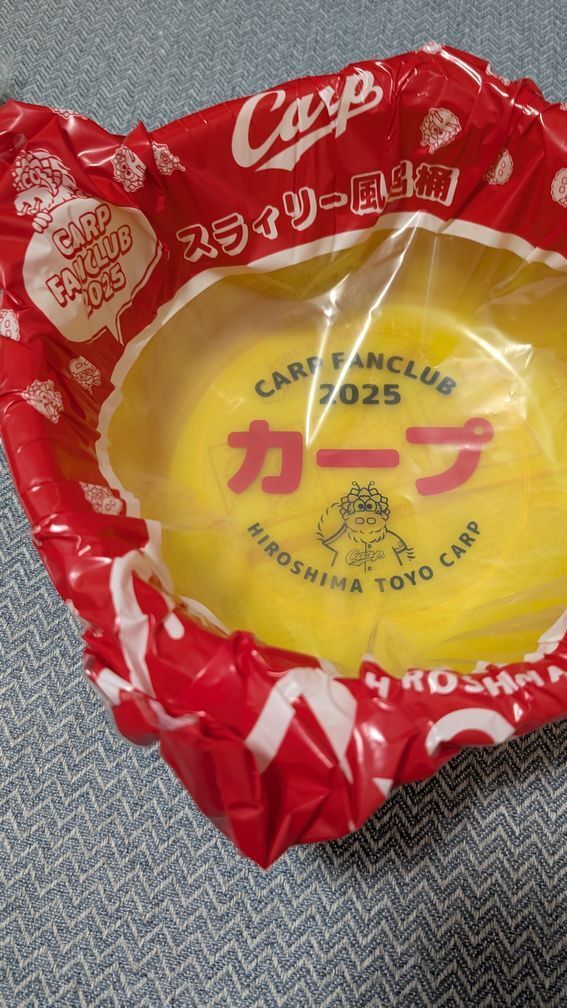 Carp
スライリー風呂桶
CARP
FANCLUB
2025
CARP FANCLUB
2025
カープ
Carp
HIROSHIMA TOYO CARP
HIROSHIMA